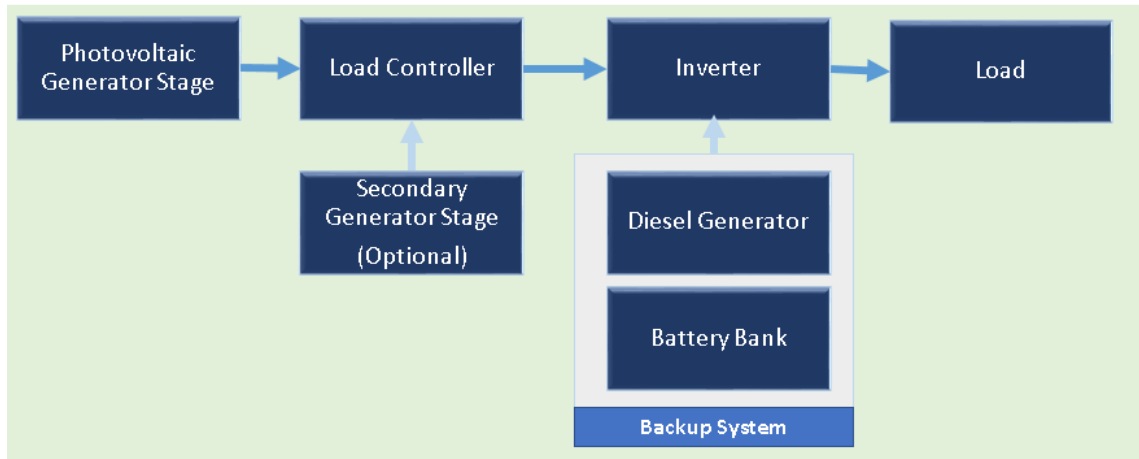 Photovoltaic
Generator Stage
Load Controller
Inverter
Load
Secondary
Generator Stage
(Optional)
Diesel Generator
Battery Bank
Backup System